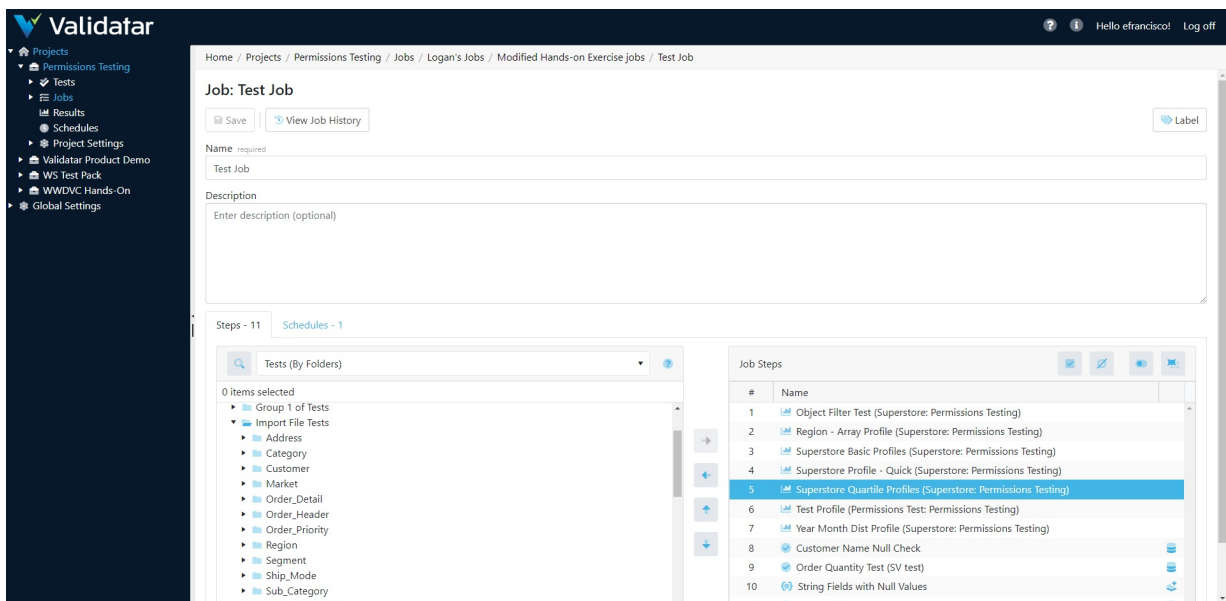 Validatar
Hello efrancisco! Log off
Projects
Permissions Testing
Tests
Jobs
Results
Schedules
Project Settings
Validatar Product Demo
WS Test Pack
WWDVC Hands-On
Global Settings
Home / Projects / Permissions Testing / Jobs / Logan's Jobs / Modified Hands-on Exercise jobs / Test Job
Job: Test Job
Save View Job History Label
Name required
Test Job
Description
Enter description (optional)
Steps - 11 Schedules - 1
Tests (By Folders)
0 items selected
Group 1 of Tests
Import File Tests
Address
Category
Customer
Market
Order_Detail
Order_Header
Order_Priority
Region
Segment
Ship_Mode
Sub_Category
Job Steps
# Name
1 Object Filter Test (Superstore: Permissions Testing)
2 Region - Array Profile (Superstore: Permissions Testing)
3 Superstore Basic Profiles (Superstore: Permissions Testing)
4 Superstore Profile - Quick (Superstore: Permissions Testing)
5 Superstore Quartile Profiles (Superstore: Permissions Testing)
6 Test Profile (Permissions Test: Permissions Testing)
7 Year Month Dist Profile (Superstore: Permissions Testing)
8 Customer Name Null Check
9 Order Quantity Test (SV test)
10 String Fields with Null Values